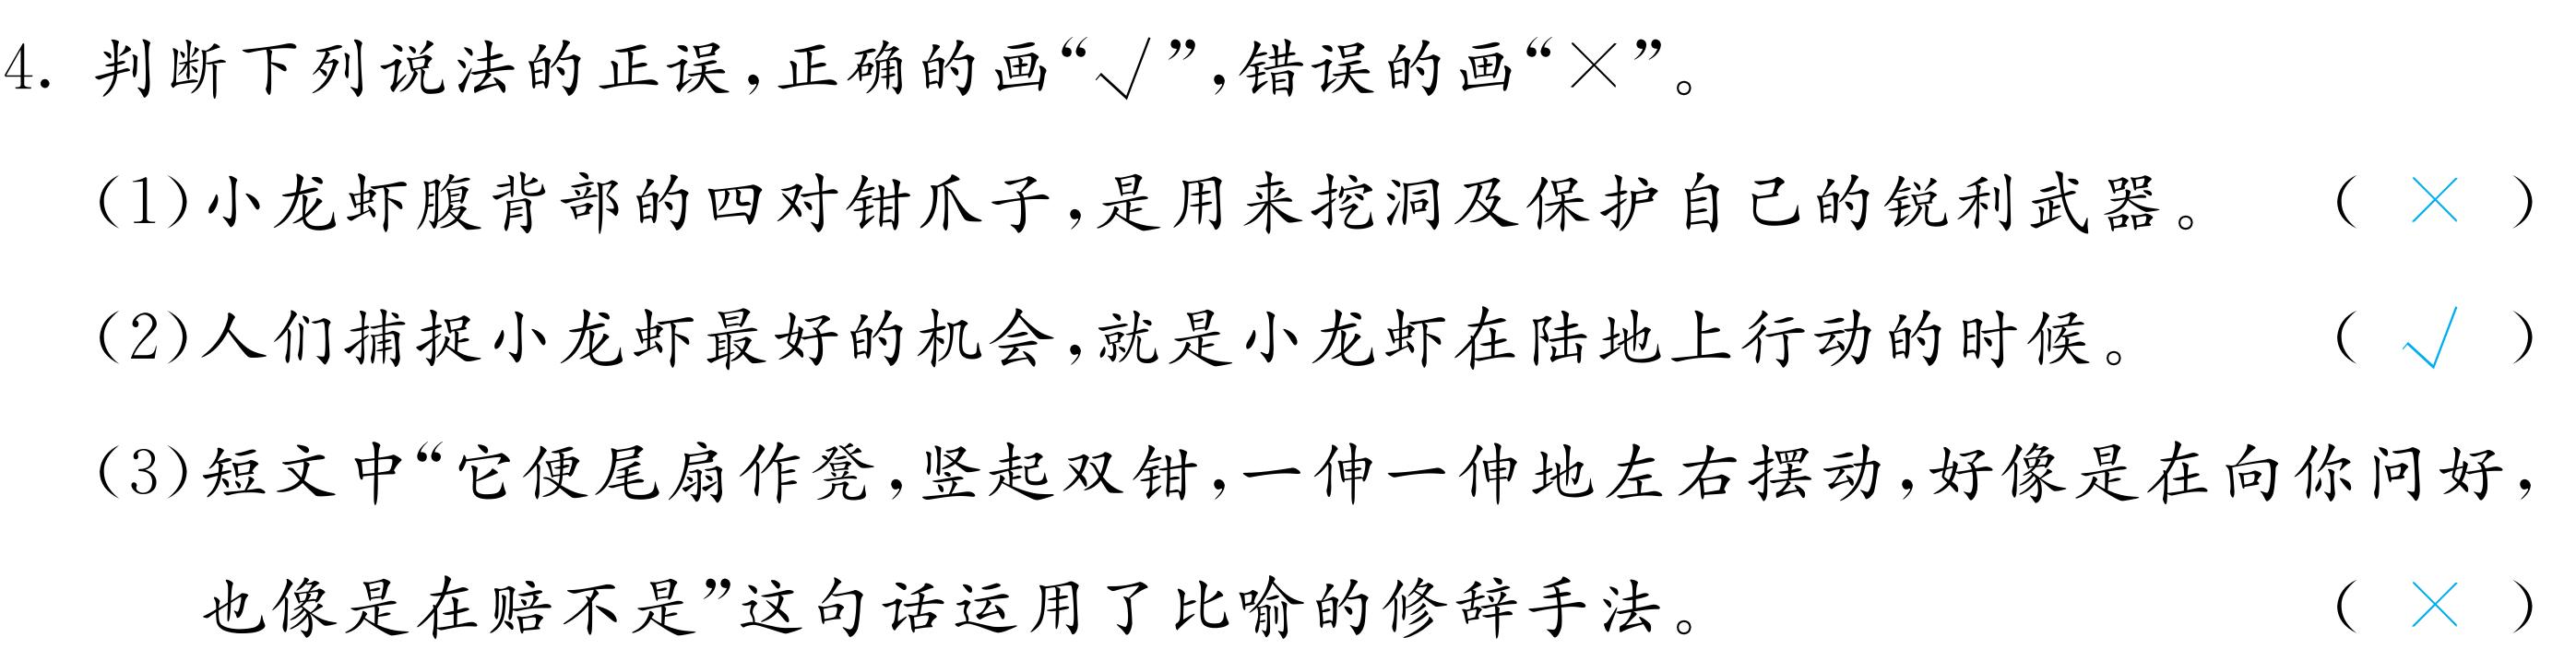 4. 判断下列说法的正误,正确的画“√”,错误的画“×”。
(1)小龙虾腹背部的四对钳爪子,是用来挖洞及保护自己的锐利武器。 ( × )
(2)人们捕捉小龙虾最好的机会,就是小龙虾在陆地上行动的时候。 ( √ )
(3)短文中“它便尾扇作凳,竖起双钳,一伸一伸地左右摆动,好像是在向你问好,
也像是在赔不是”这句话运用了比喻的修辞手法。 ( × )